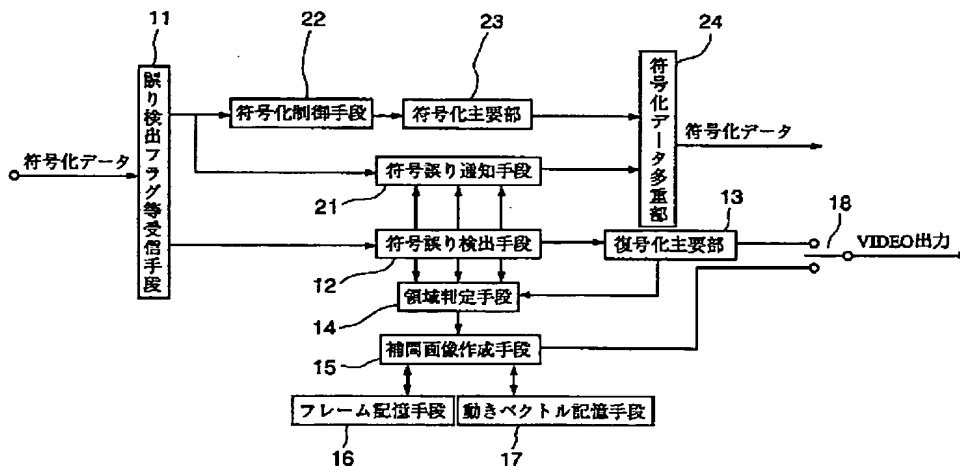 11
22
23
24
誤り検出フラグ等受信手段
符号化制御手段
符号化主要部
符号化データ多重部
符号化データ
符号化データ
符号誤り通知手段
21
13
18
符号誤り検出手段
復号化主要部
VIDEO出力
12
領域判定手段
14
補間画像作成手段
15
フレーム記憶手段
動きベクトル記憶手段
16
17